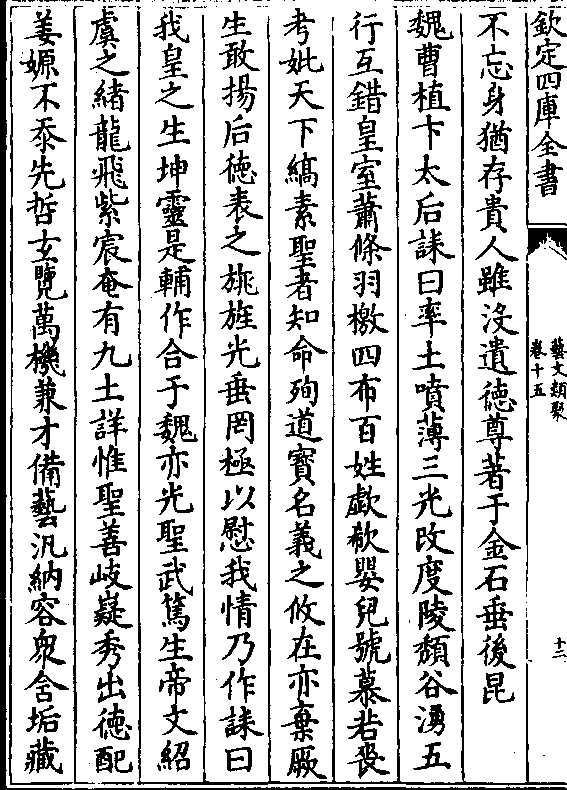 欽定四庫全書
藝文類聚
卷十五
十二
不忘身猶存貴人雖沒遺德尊著于金石垂後昆
魏曹植卞太后誄曰率土噴薄三光改度陵頹谷湧五
行互錯皇室蕭條羽檄四布百姓歔欷嬰兒號慕若喪
考妣天下縞素聖者知命殉道寳名義之攸在亦棄厥
生敢揚后德表之旐旌光垂罔極以慰我情乃作誄曰
我皇之生坤靈是輔作合于魏亦光聖武篤生帝文紹
虞之緒龍飛紫宸奄有九土詳惟聖善岐嶷秀出德配
姜嫄不忝先哲玄覽萬機兼才備藝汎納容衆含垢藏